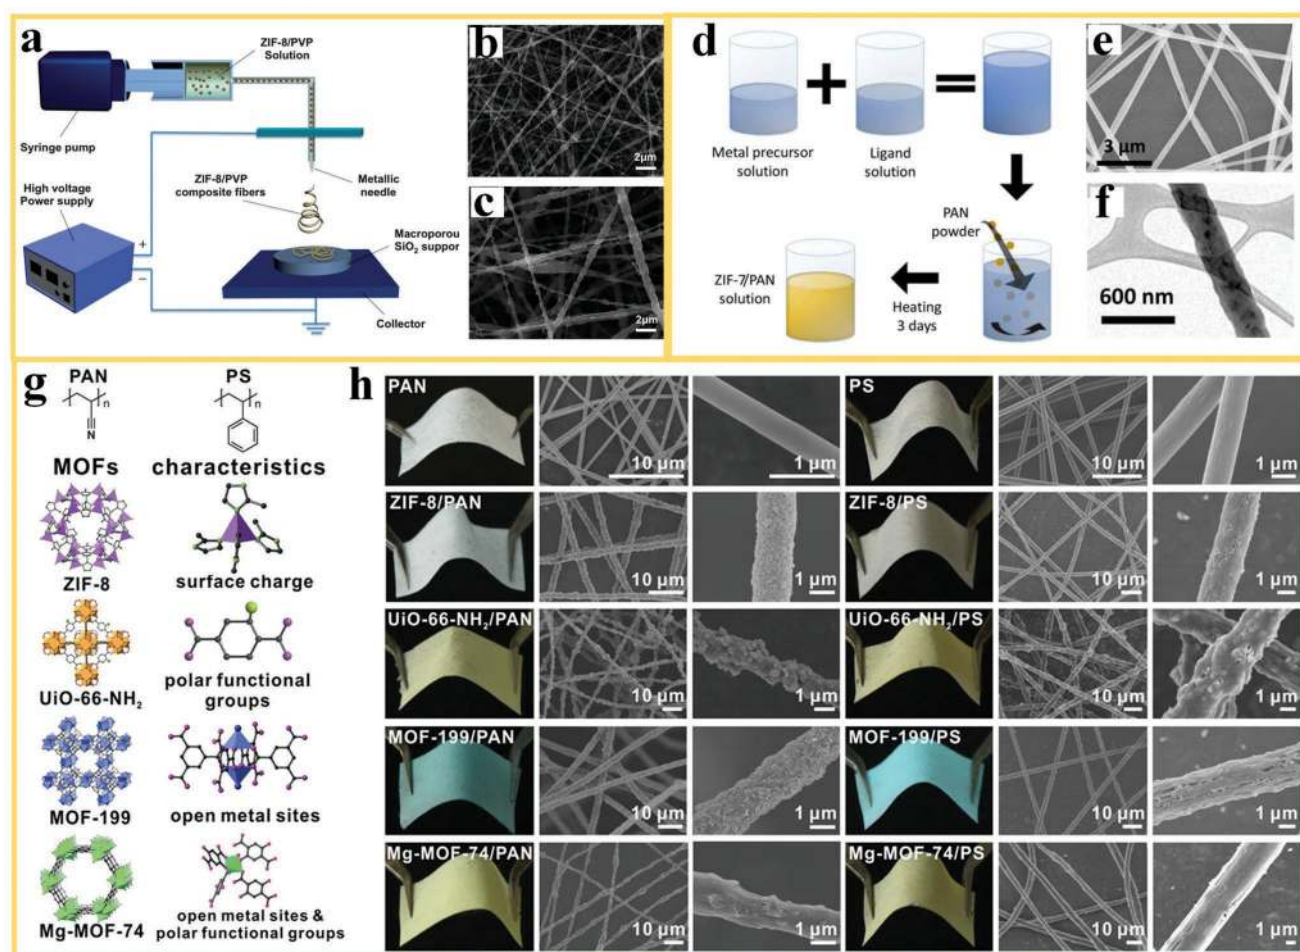 a
ZIF-8/PVP
Solution
Syringe pump
High voltage
Power supply
+
−
ZIF-8/PVP
composite fibers
Metallic
needle
Macroporou
SiO2 suppor
Collector
b
2μm
c
2μm
d
+
=
Metal precursor
solution
Ligand
solution
PAN
powder
ZIF-7/PAN
solution
Heating
3 days
e
3 μm
f
600 nm
g
PAN
PS
n
N
n
MOFs
characteristics
ZIF-8
surface charge
UiO-66-NH2
polar functional
groups
MOF-199
open metal sites
Mg-MOF-74
open metal sites &
polar functional groups
h
PAN
10 μm
1 μm
PS
10 μm
1 μm
ZIF-8/PAN
10 μm
1 μm
ZIF-8/PS
10 μm
1 μm
UiO-66-NH2/PAN
10 μm
1 μm
UiO-66-NH2/PS
10 μm
1 μm
MOF-199/PAN
10 μm
1 μm
MOF-199/PS
10 μm
1 μm
Mg-MOF-74/PAN
10 μm
1 μm
Mg-MOF-74/PS
10 μm
1 μm